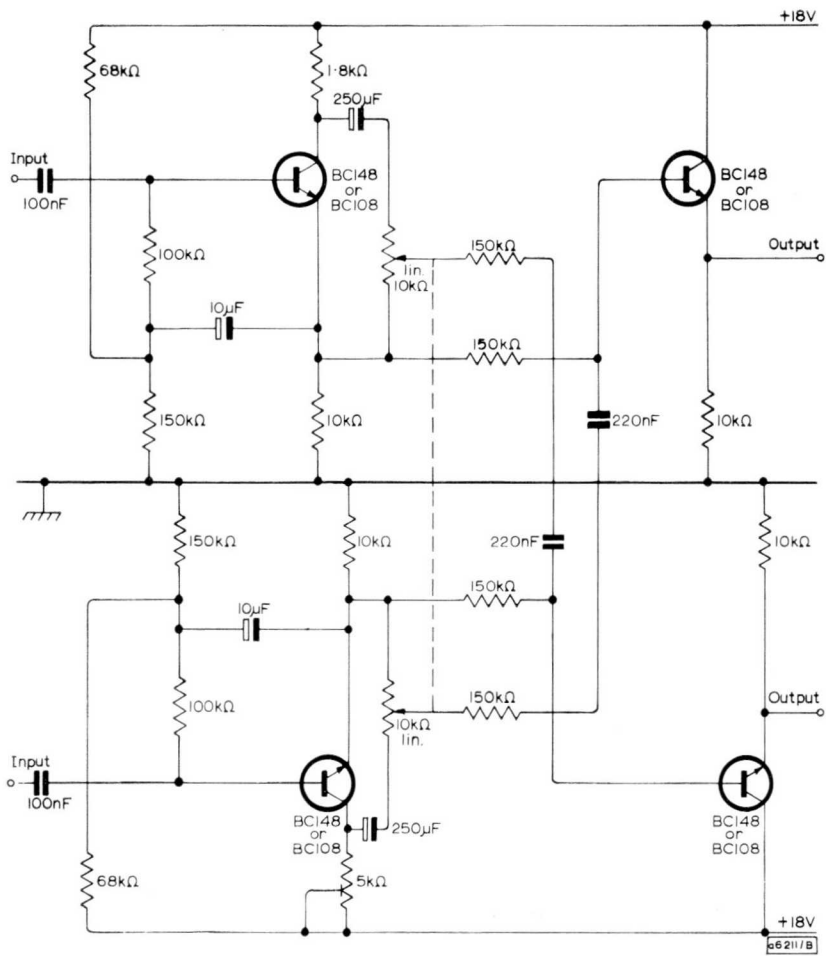 +18V
68kΩ
1·8kΩ
250µF
Input
100nF
BC148
or
BC108
BC148
or
BC108
100kΩ
lin.
10kΩ
150kΩ
Output
10µF
150kΩ
150kΩ
10kΩ
220nF
10kΩ
150kΩ
10kΩ
220nF
10kΩ
150kΩ
10µF
100kΩ
10kΩ
lin.
150kΩ
Output
Input
100nF
BC148
or
BC108
250µF
BC148
or
BC108
68kΩ
5kΩ
+18V
a6211/B